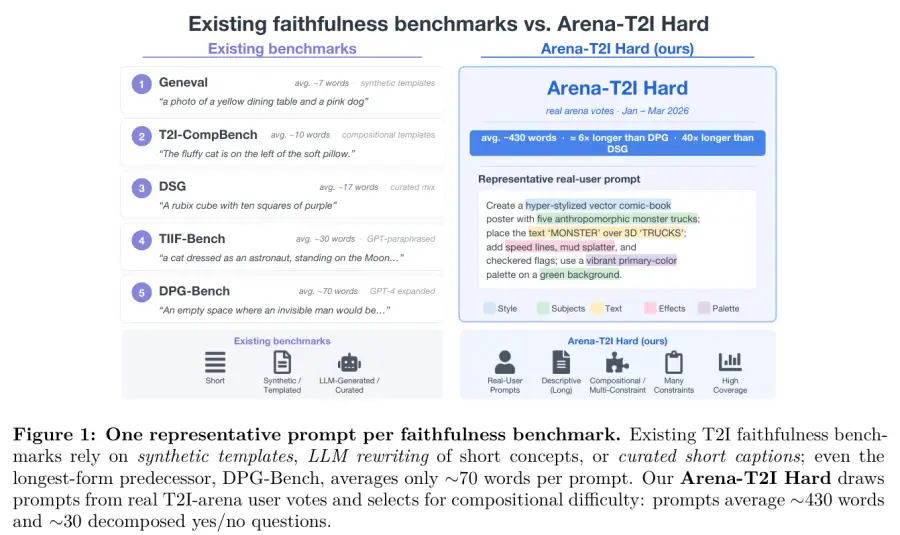 Existing faithfulness benchmarks vs. Arena-T2I Hard
Existing benchmarks
1 Geneval avg. ~7 words · synthetic templates
“a photo of a yellow dining table and a pink dog”
2 T2I-CompBench avg. ~10 words · compositional templates
“The fluffy cat is on the left of the soft pillow.”
3 DSG avg. ~17 words · curated mix
“A rubix cube with ten squares of purple”
4 TIIF-Bench avg. ~30 words · GPT-paraphrased
“a cat dressed as an astronaut, standing on the Moon…”
5 DPG-Bench avg. ~70 words · GPT-4 expanded
“An empty space where an invisible man would be…”
Existing benchmarks
Short
Synthetic /
Templated
LLM-Generated /
Curated
Arena-T2I Hard (ours)
Arena-T2I Hard
real arena votes · Jan – Mar 2026
avg. ~430 words · ≈ 6× longer than DPG · 40× longer than
DSG
Representative real-user prompt
Create a hyper-stylized vector comic-book
poster with five anthropomorphic monster trucks;
place the text ‘MONSTER’ over 3D ‘TRUCKS’;
add speed lines, mud splatter, and
checkered flags; use a vibrant primary-color
palette on a green background.
Style Subjects Text Effects Palette
Arena-T2I Hard (ours)
Real-User
Prompts
Descriptive
(Long)
Compositional /
Multi-Constraint
Many
Constraints
High
Coverage
Figure 1: One representative prompt per faithfulness benchmark. Existing T2I faithfulness bench-
marks rely on synthetic templates, LLM rewriting of short concepts, or curated short captions; even the
longest-form predecessor, DPG-Bench, averages only ~70 words per prompt. Our Arena-T2I Hard draws
prompts from real T2I-arena user votes and selects for compositional difficulty: prompts average ~430 words
and ~30 decomposed yes/no questions.